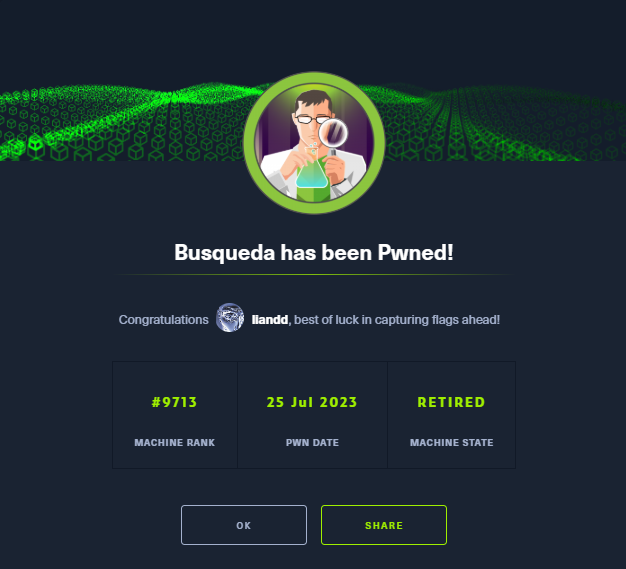 Busqueda has been Pwned!
Congratulations liandd, best of luck in capturing flags ahead!
#9713 25 Jul 2023 RETIRED
MACHINE RANK PWN DATE MACHINE STATE
OK SHARE